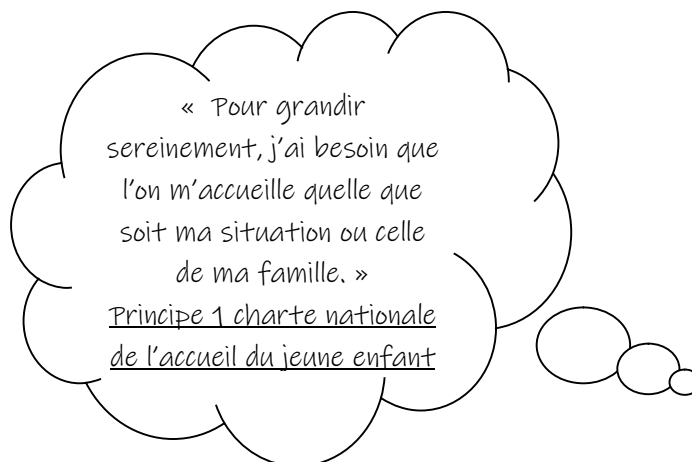 «  Pour grandir
sereinement, j'ai besoin que
l'on m'accueille quelle que
soit ma situation ou celle
de ma famille. »
Principe 1 charte nationale
de l'accueil du jeune enfant